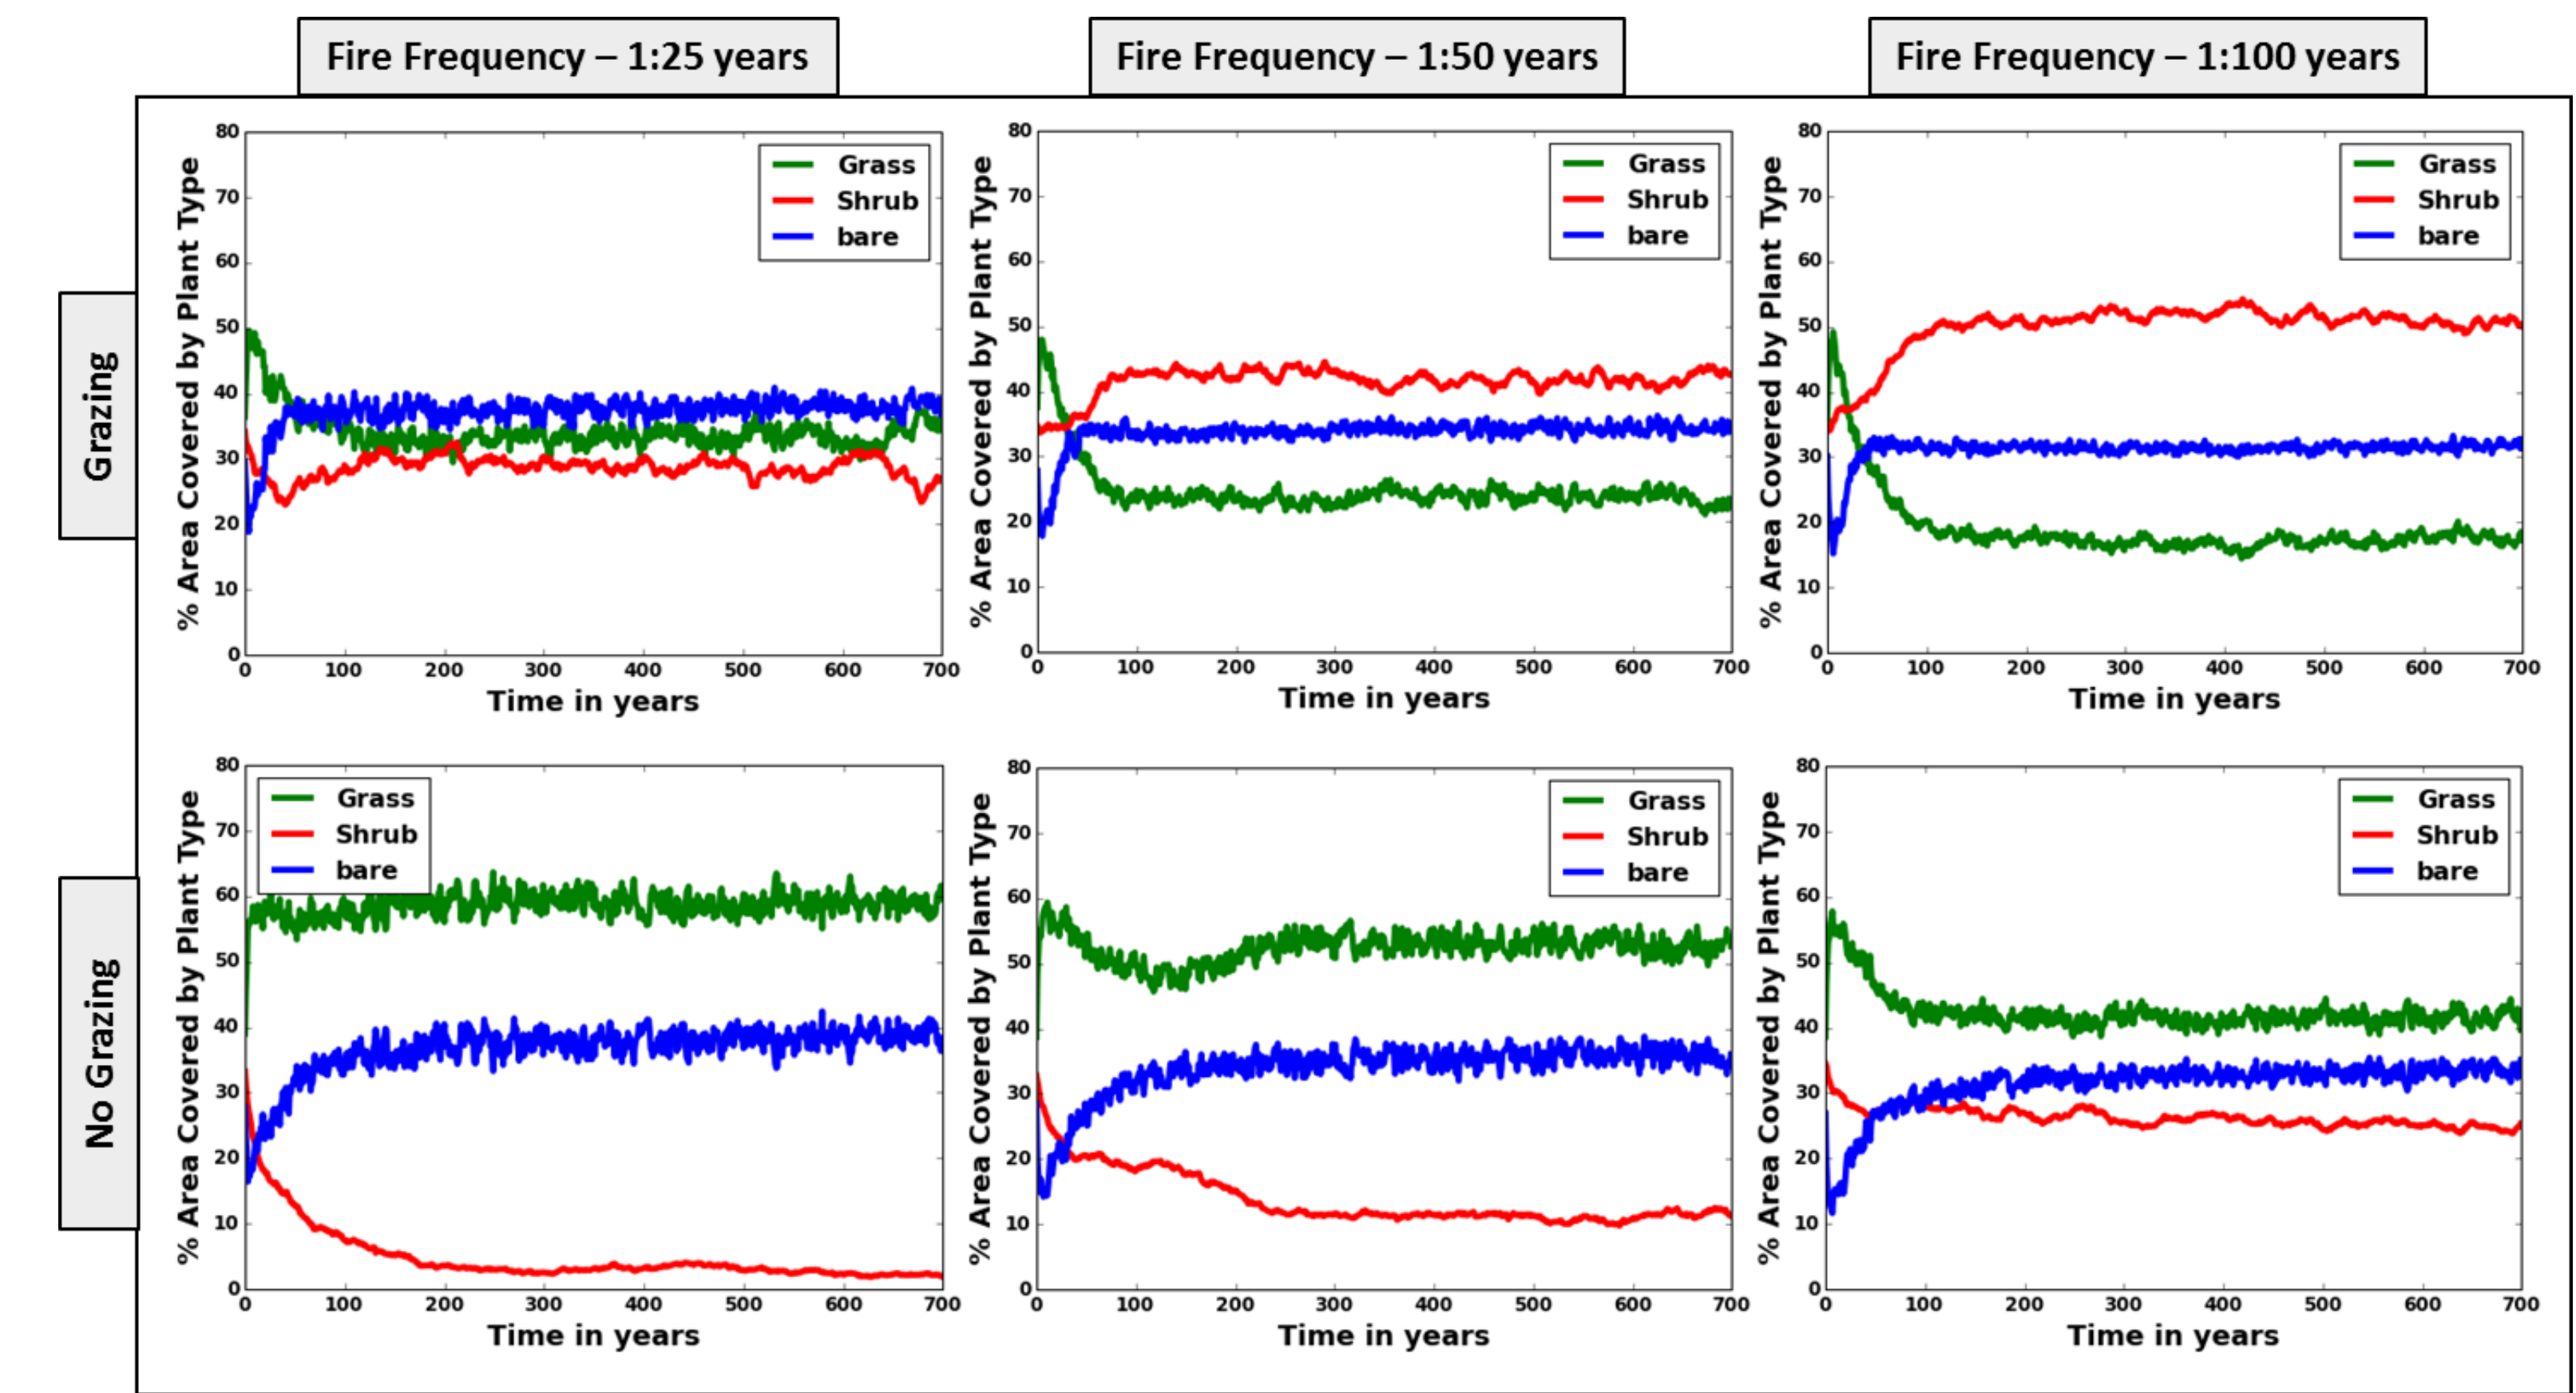 Fire Frequency – 1:25 years
Fire Frequency – 1:50 years
Fire Frequency – 1:100 years
Grazing
% Area Covered by Plant Type
80
70
60
50
40
30
20
10
0
Grass
Shrub
bare
0 100 200 300 400 500 600 700
Time in years
% Area Covered by Plant Type
80
70
60
50
40
30
20
10
0
Grass
Shrub
bare
0 100 200 300 400 500 600 700
Time in years
% Area Covered by Plant Type
80
70
60
50
40
30
20
10
0
Grass
Shrub
bare
0 100 200 300 400 500 600 700
Time in years
No Grazing
% Area Covered by Plant Type
80
70
60
50
40
30
20
10
0
Grass
Shrub
bare
0 100 200 300 400 500 600 700
Time in years
% Area Covered by Plant Type
80
70
60
50
40
30
20
10
0
Grass
Shrub
bare
0 100 200 300 400 500 600 700
Time in years
% Area Covered by Plant Type
80
70
60
50
40
30
20
10
0
Grass
Shrub
bare
0 100 200 300 400 500 600 700
Time in years